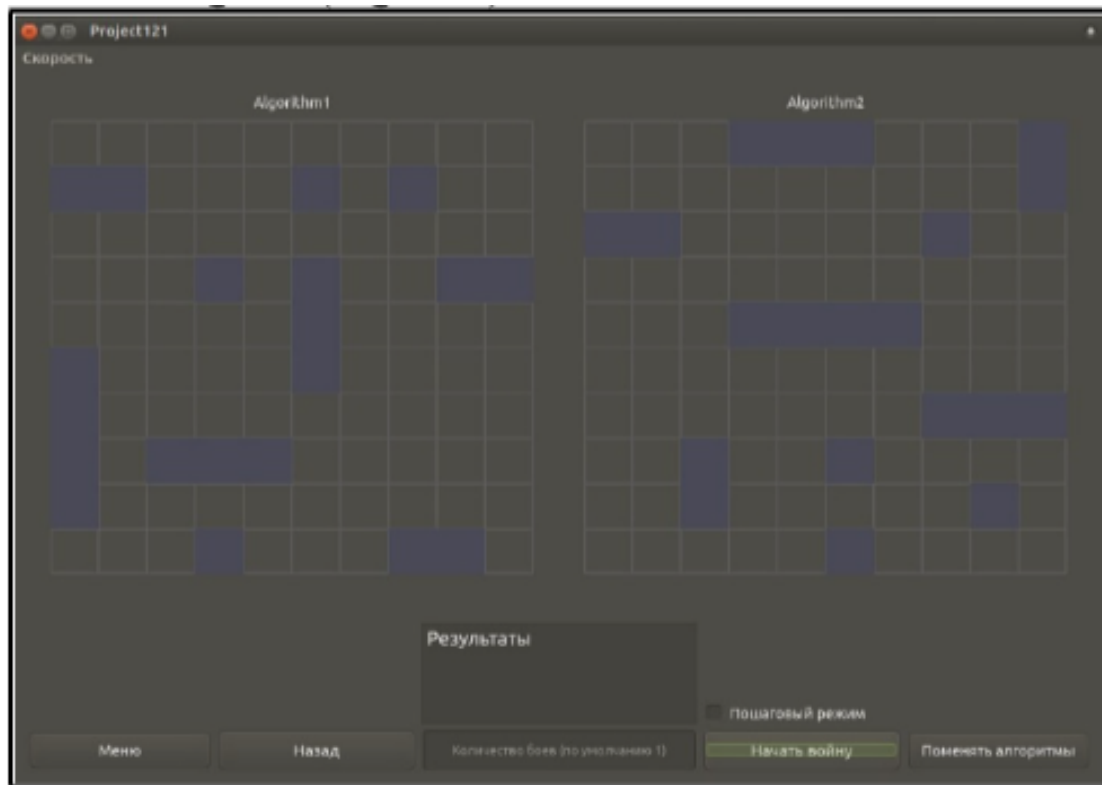 Project121
Скорость
Algorithm1 Algorithm2
Результаты
Пошаговый режим
Меню Назад Количество боев (по умолчанию 1) Начать войну Поменять алгоритмы